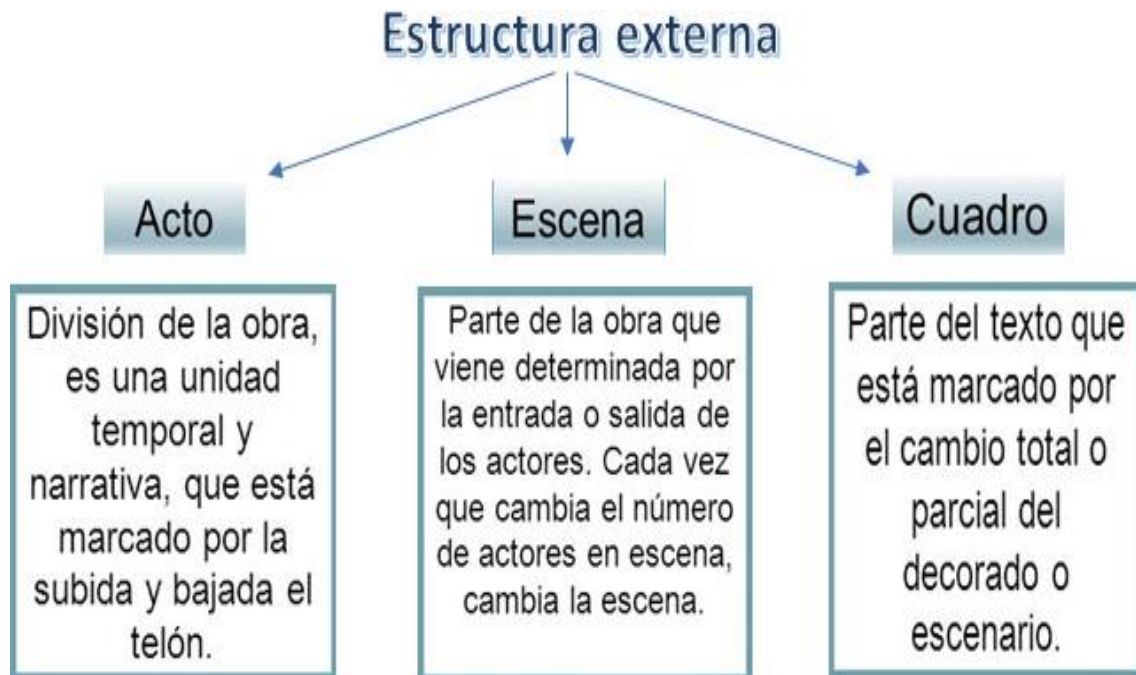 Estructura externa
Acto
División de la obra,
es una unidad
temporal y
narrativa, que está
marcado por la
subida y bajada el
telón.
Escena
Parte de la obra que
viene determinada por
la entrada o salida de
los actores. Cada vez
que cambia el número
de actores en escena,
cambia la escena.
Cuadro
Parte del texto que
está marcado por
el cambio total o
parcial del
decorado o
escenario.